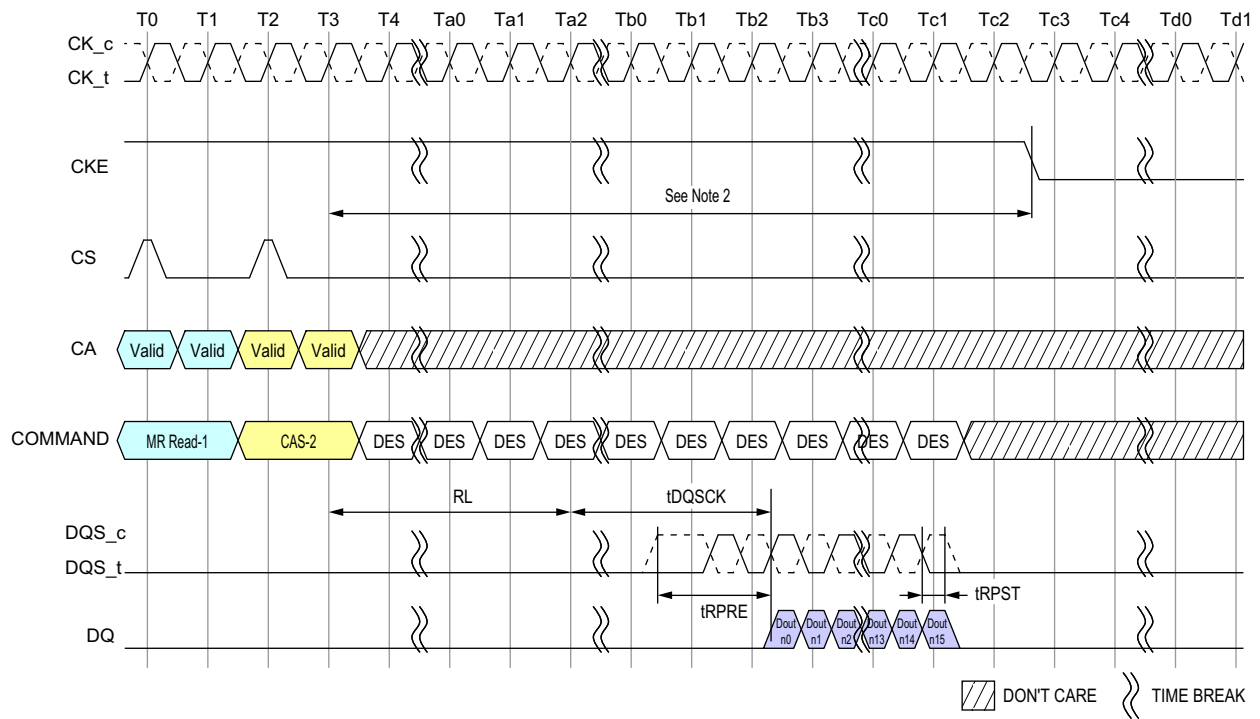 T0 T1 T2 T3 T4 Ta0 Ta1 Ta2 Tb0 Tb1 Tb2 Tb3 Tc0 Tc1 Tc2 Tc3 Tc4 Td0 Td1
CK_c
CK_t
CKE
See Note 2
CS
CA Valid Valid Valid Valid
COMMAND MR Read-1 CAS-2 DES DES DES DES DES DES DES DES DES DES
RL tDQSCK
DQS_c
DQS_t
tRPRE tRPST
DQ Dout n0 Dout n1 Dout n2 Dout n13 Dout n14 Dout n15
DON'T CARE TIME BREAK